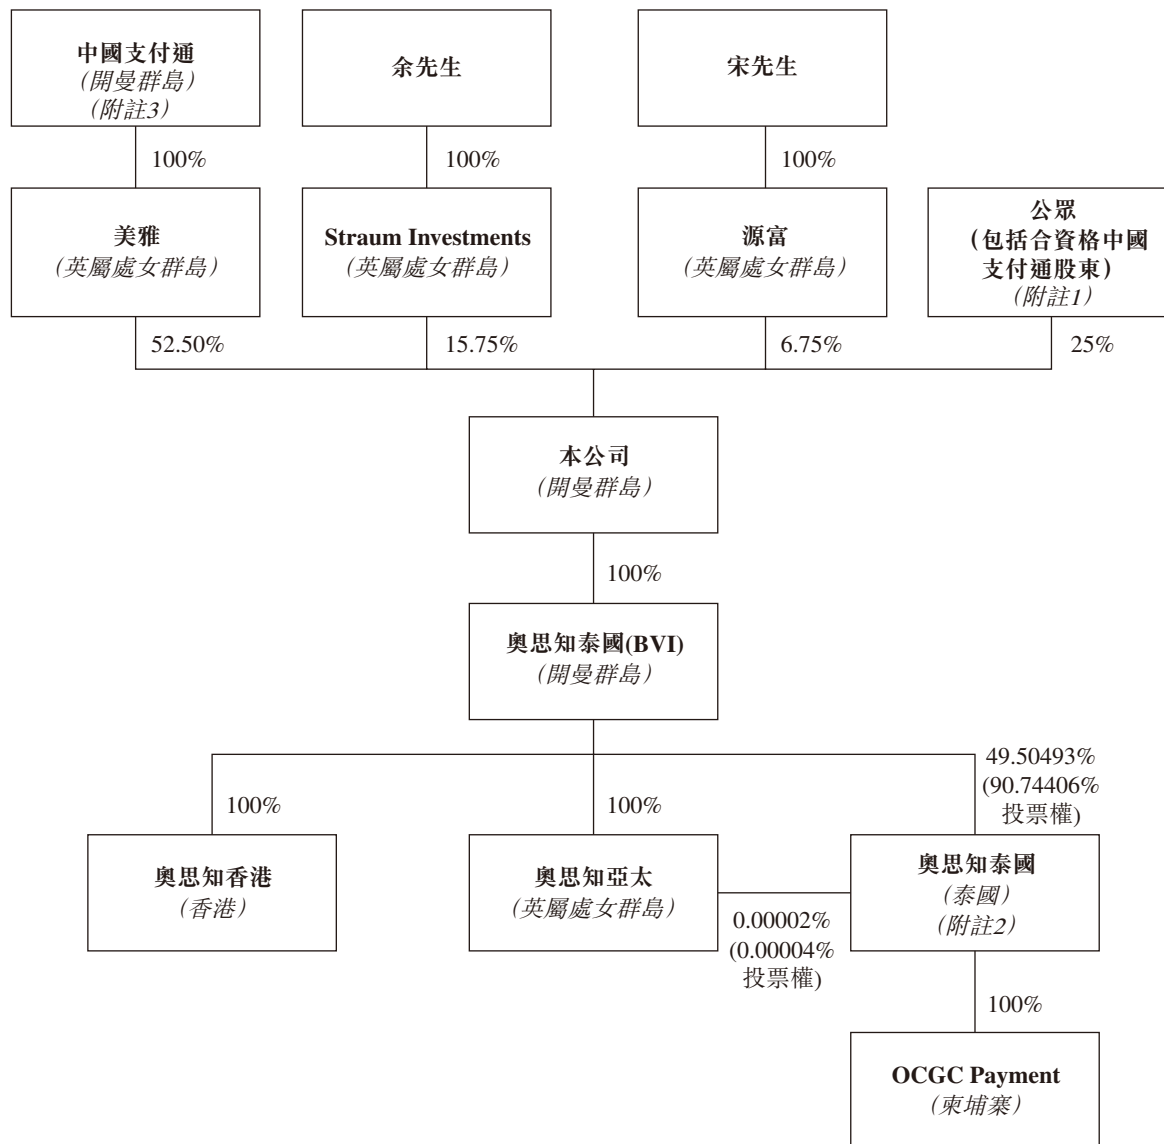 中國支付通
（開曼群島）
（附註3）
余先生
宋先生
100%
100%
100%
美雅
（英屬處女群島）
Straum Investments
（英屬處女群島）
源富
（英屬處女群島）
公眾
（包括合資格中國
支付通股東）
（附註1）
52.50%
15.75%
6.75%
25%
本公司
（開曼群島）
100%
奧思知泰國(BVI)
（開曼群島）
100%
100%
49.50493%
(90.74406%
投票權)
奧思知香港
（香港）
奧思知亞太
（英屬處女群島）
0.00002%
(0.00004%
投票權)
奧思知泰國
（泰國）
（附註2）
100%
OCGC Payment
（柬埔寨）